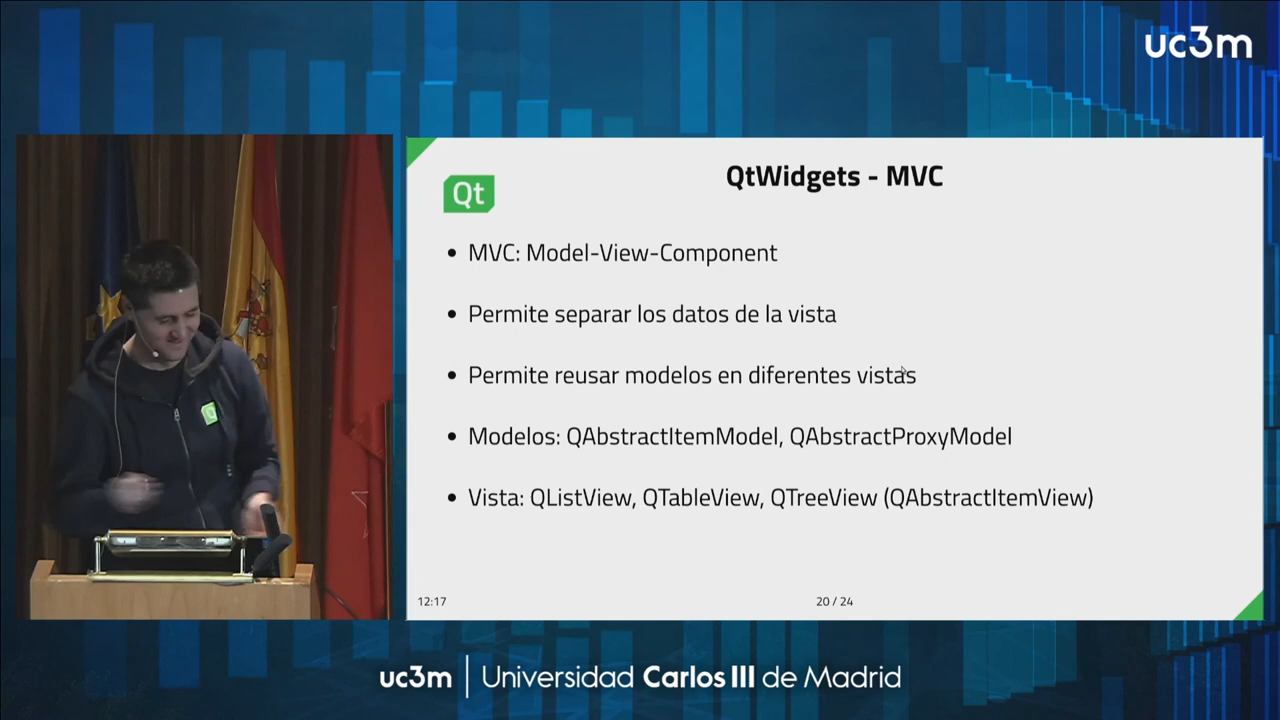 uc3m
QtWidgets - MVC
Qt
• MVC: Model-View-Component
• Permite separar los datos de la vista
• Permite reusar modelos en diferentes vistas
• Modelos: QAbstractItemModel, QAbstractProxyModel
• Vista: QListView, QTableView, QTreeView (QAbstractItemView)
12:17
20 / 24
uc3m | Universidad Carlos III de Madrid